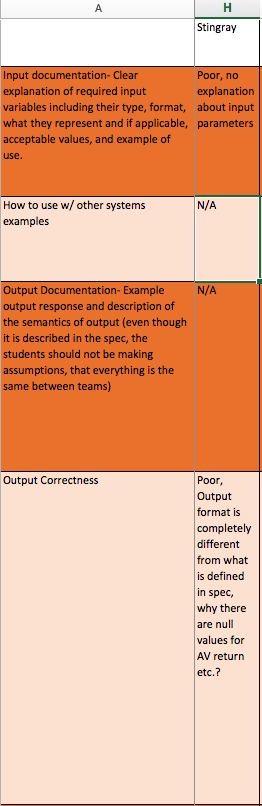 A
H
Stingray
Input documentation- Clear
explanation of required input
variables including their type, format,
what they represent and if applicable,
acceptable values, and example of
use.
Poor, no
explanation
about input
parameters
How to use w/ other systems
examples
N/A
Output Documentation- Example
output response and description of
the semantics of output (even though
it is described in the spec, the
students should not be making
assumptions, that everything is the
same between teams)
N/A
Output Correctness
Poor,
Output
format is
completely
different
from what
is defined
in spec,
why there
are null
values for
AV return
etc.?